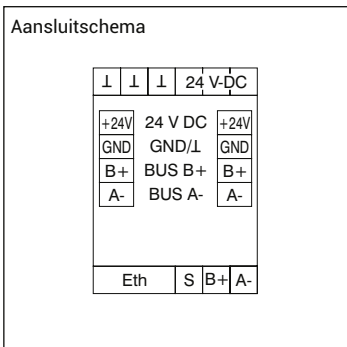 Aansluitschema
⊥ ⊥ ⊥ 24 V-DC
+24V 24 V DC +24V
GND GND/⊥ GND
B+ BUS B+ B+
A- BUS A- A-
Eth S B+ A-